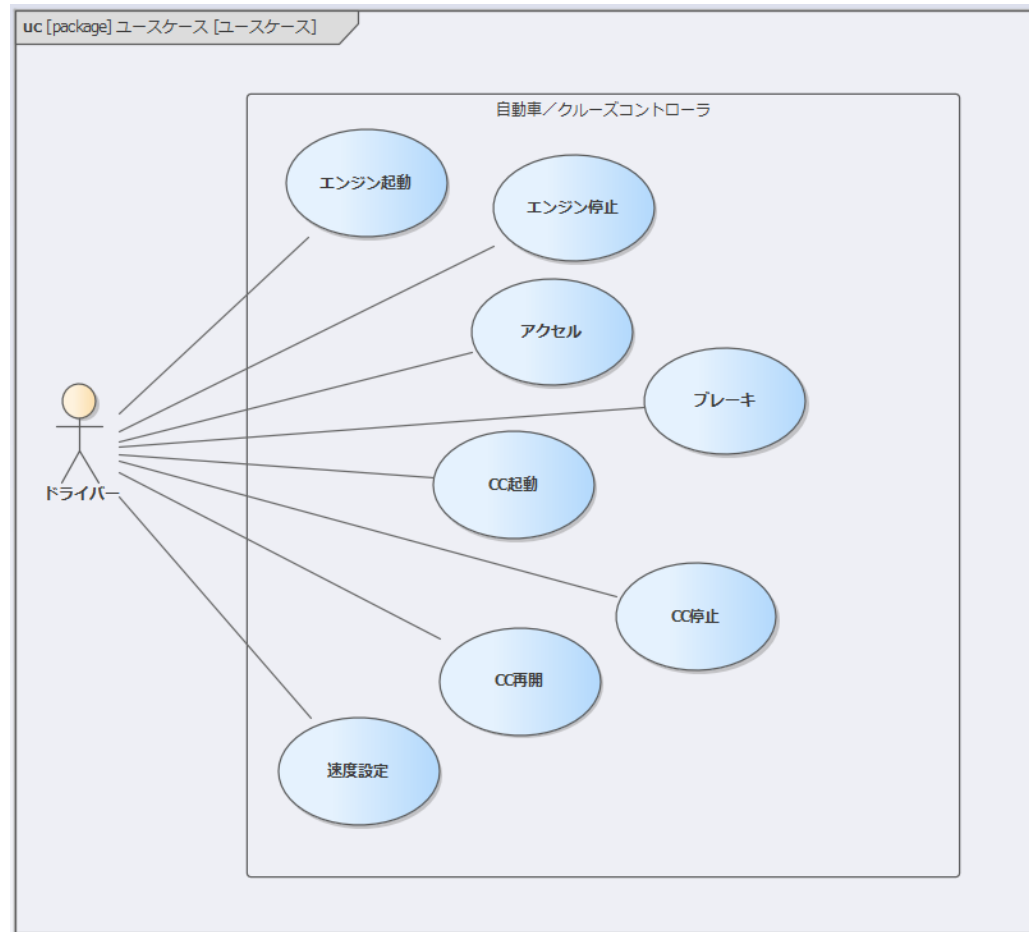 uc [package] ユースケース [ユースケース]
自動車／クルーズコントローラ
エンジン起動
エンジン停止
アクセル
ブレーキ
CC起動
ドライバー
CC停止
CC再開
速度設定